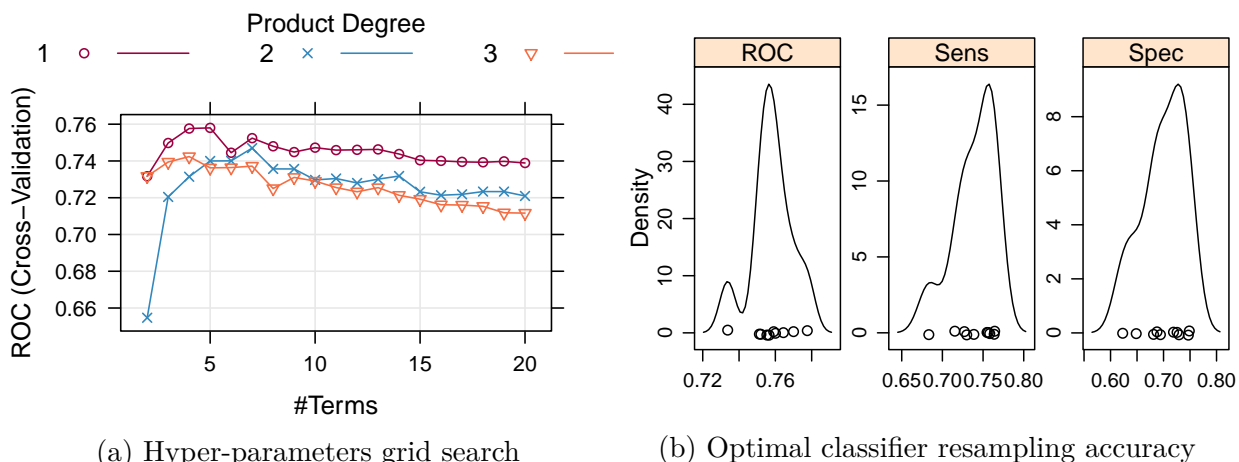 Product Degree
1 2 3
ROC (Cross−Validation)
0.76
0.74
0.72
0.70
0.68
0.66
5 10 15 20
#Terms
(a) Hyper-parameters grid search
ROC Sens Spec
Density
40
30
20
10
0
15
10
5
0
8
6
4
2
0
0.72 0.76
0.65 0.70 0.75 0.80
0.60 0.70 0.80
(b) Optimal classifier resampling accuracy